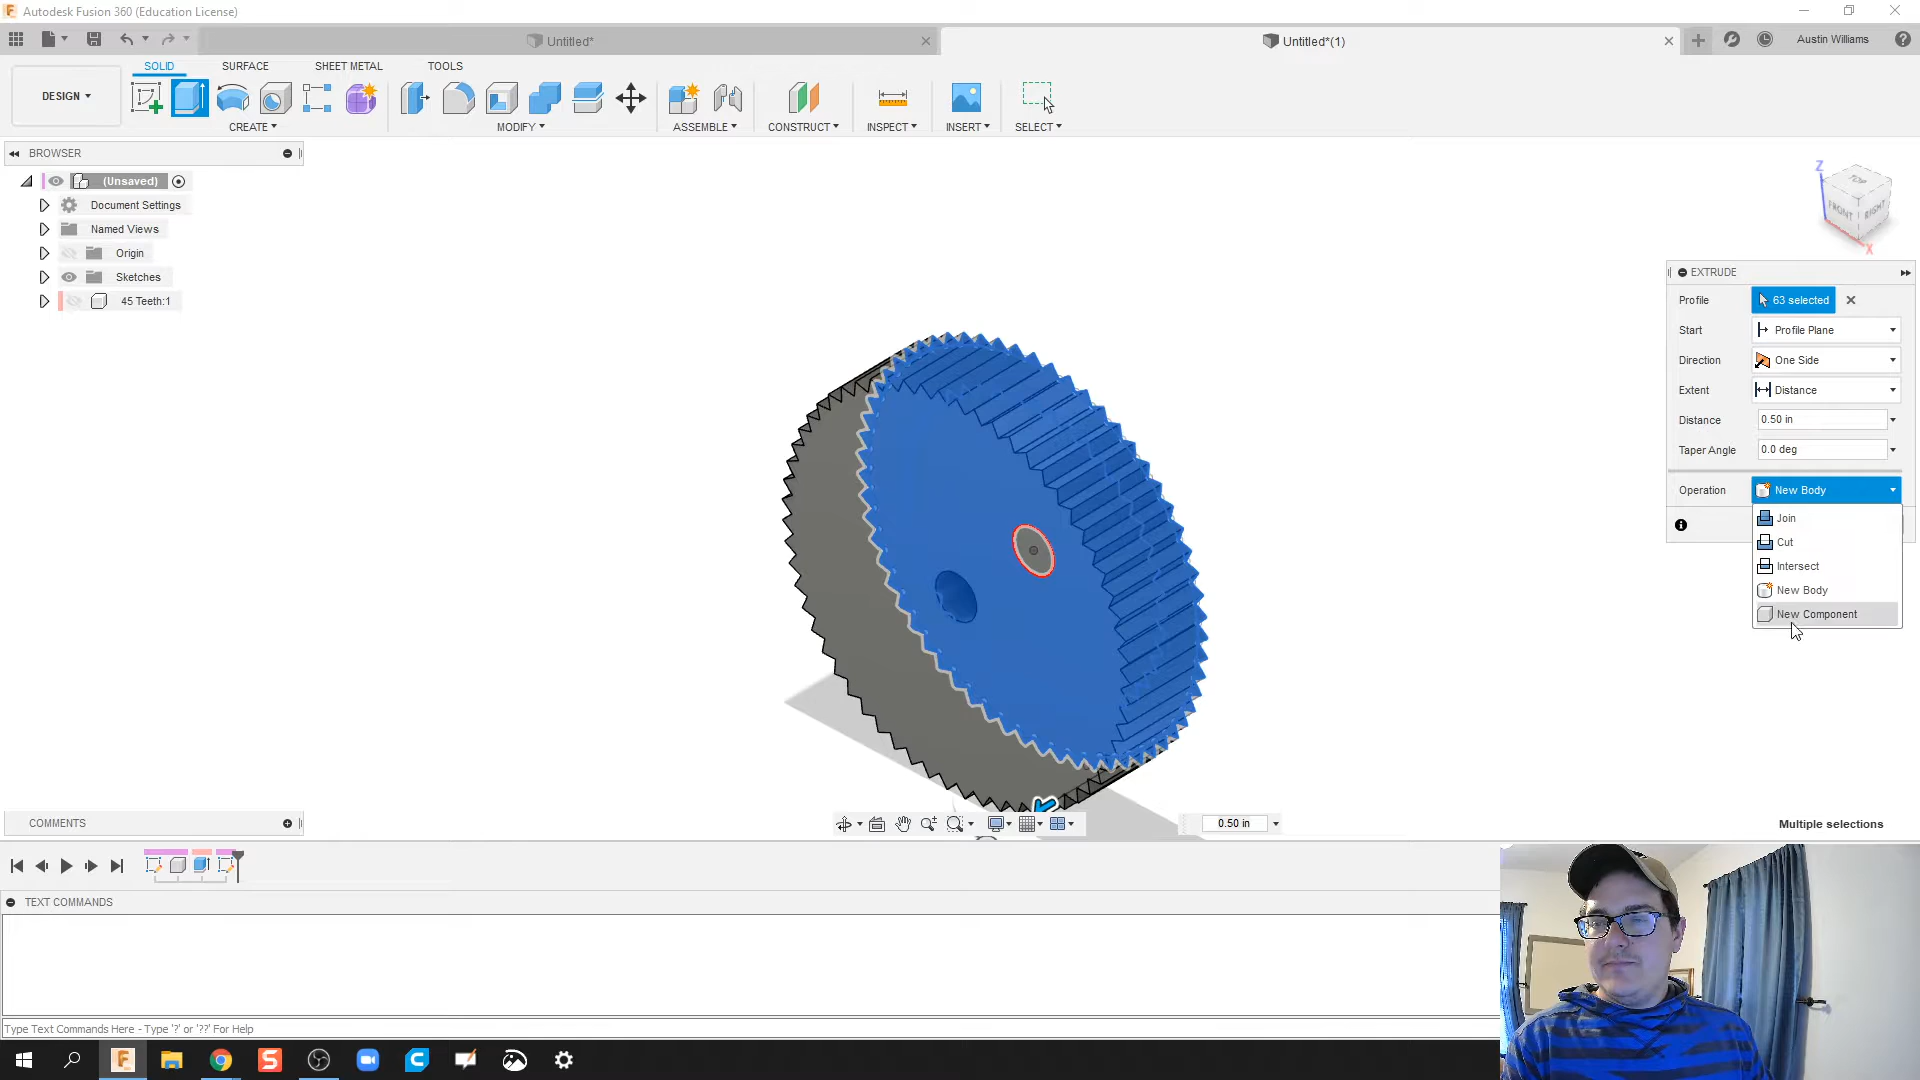 Autodesk Fusion 360 (Education License)
Untitled*
Untitled*(1)
Austin Williams
DESIGN
SOLID SURFACE SHEET METAL TOOLS
CREATE MODIFY ASSEMBLE CONSTRUCT INSPECT INSERT SELECT
BROWSER
(Unsaved)
Document Settings
Named Views
Origin
Sketches
45 Teeth:1
Z
TOP
FRONT
RIGHT
X
EXTRUDE
Profile 63 selected
Start Profile Plane
Direction One Side
Extent Distance
Distance 0.50 in
Taper Angle 0.0 deg
Operation New Body
Join
Cut
Intersect
New Body
New Component
COMMENTS
0.50 in
Multiple selections
TEXT COMMANDS
Type Text Commands Here - Type '?' or '??' For Help